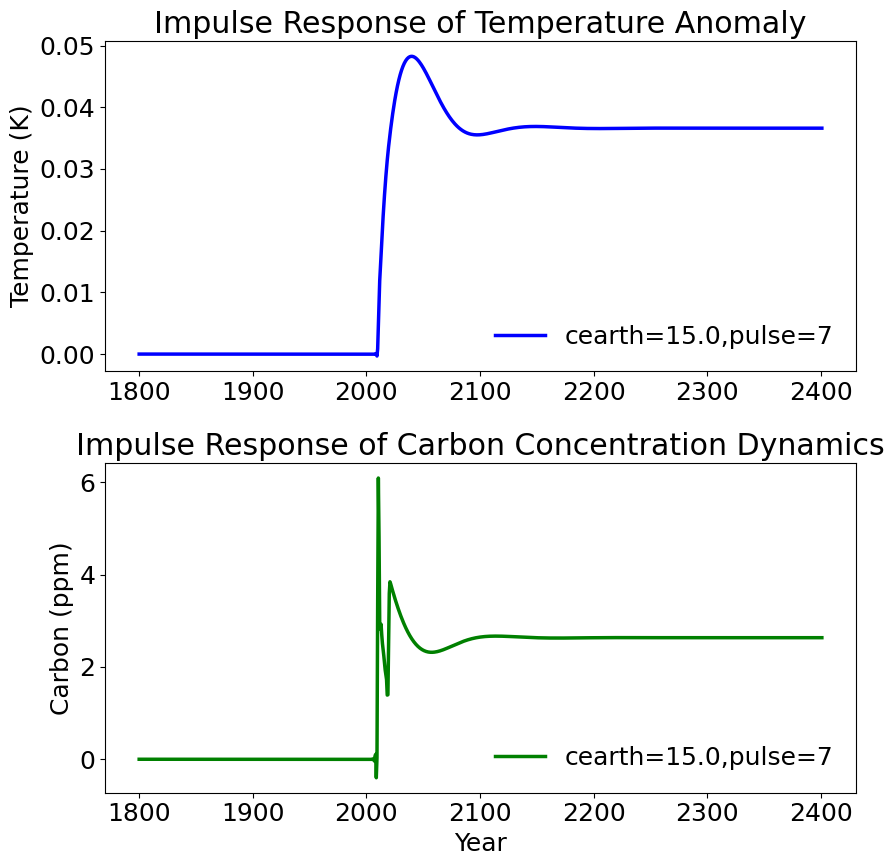 Impulse Response of Temperature Anomaly
0.05
0.04
0.03
0.02
0.01
0.00
Temperature (K)
cearth=15.0,pulse=7
1800 1900 2000 2100 2200 2300 2400
Impulse Response of Carbon Concentration Dynamics
6
4
2
0
Carbon (ppm)
cearth=15.0,pulse=7
1800 1900 2000 2100 2200 2300 2400
Year